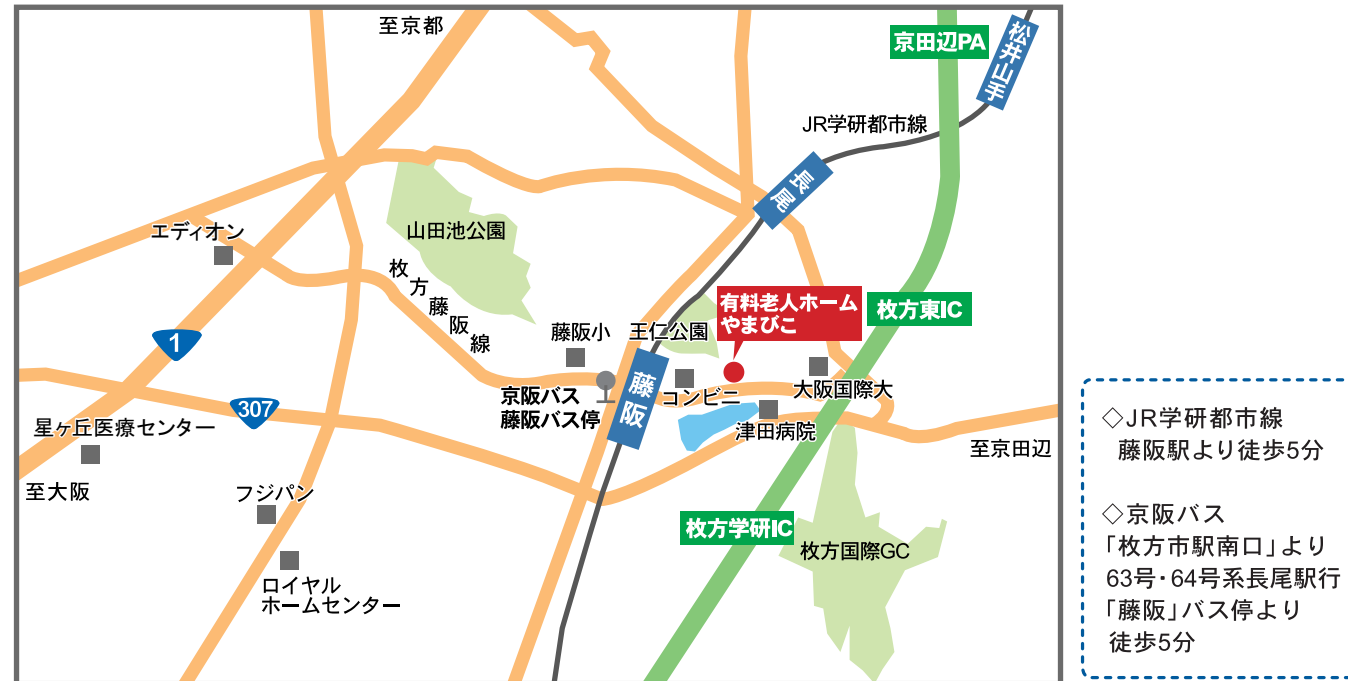 至京都
京田辺PA
松井山手
JR学研都市線
長尾
エディオン
山田池公園
枚方藤阪線
有料老人ホーム
やまびこ
枚方東IC
藤阪小
王仁公園
1
藤阪
コンビニ
大阪国際大
京阪バス
藤阪バス停
307
津田病院
星ヶ丘医療センター
至京田辺
至大阪
フジパン
枚方学研IC
枚方国際GC
ロイヤル
ホームセンター
◇JR学研都市線
藤阪駅より徒歩5分
◇京阪バス
「枚方市駅南口」より
63号・64号系長尾駅行
「藤阪」バス停より
徒歩5分